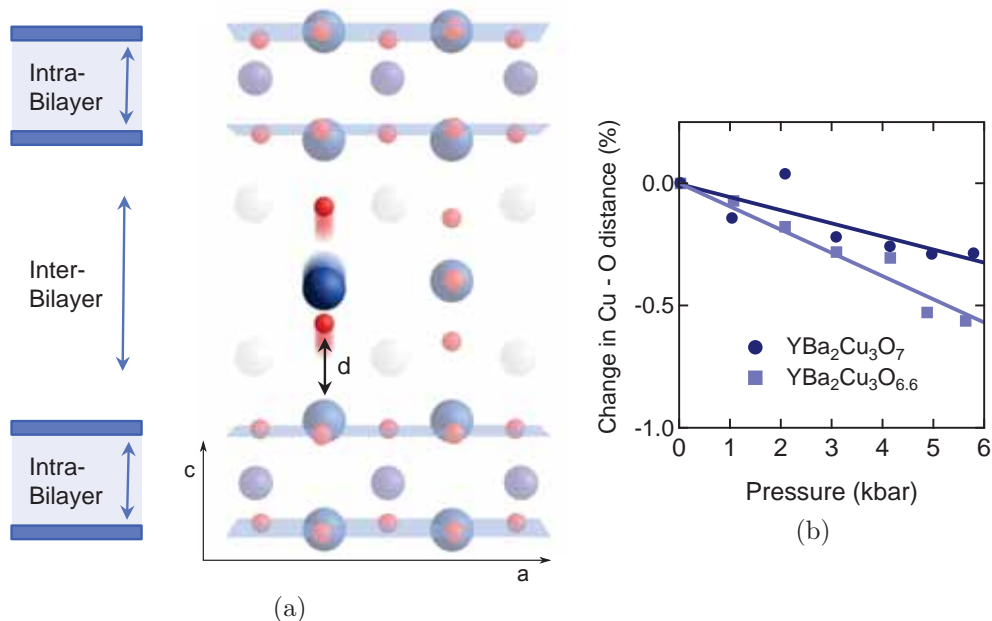 Intra-
Bilayer
Inter-
Bilayer
Intra-
Bilayer
d
c
a
(a)
Change in Cu - O distance (%)
0.0
-0.5
-1.0
YBa₂Cu₃O₇
YBa₂Cu₃O₆.₆
0 1 2 3 4 5 6
Pressure (kbar)
(b)